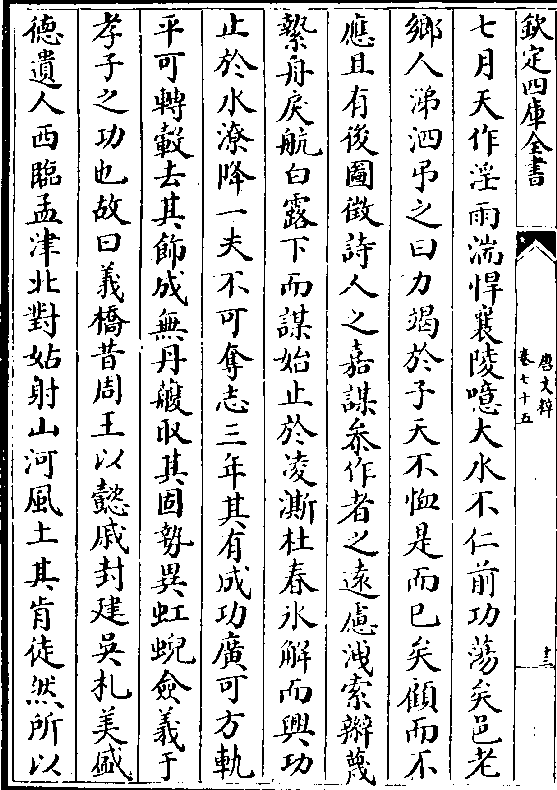 欽定四庫全書
唐文粹
卷七十五
十三
七月天作淫雨湍悍襄陵噫大水不仁前功蕩矣邑老
鄉人涕泗弔之曰力竭於子天不恤是而已矣顧而不
應且有後圖徵詩人之嘉謀參作者之遠慮洩索辮蔑
縶舟戾航白露下而謀始止於凌澌杜春氷解而興功
止於水潦降一夫不可奪志三年其有成功廣可方軌
平可轉轂去其飾成無丹雘取其固勢異虹蜺僉義于
孝子之功也故曰義橋昔周王以懿戚封建吳札美盛
德遺人西臨孟津北對姑射山河風土其肯徒然所以